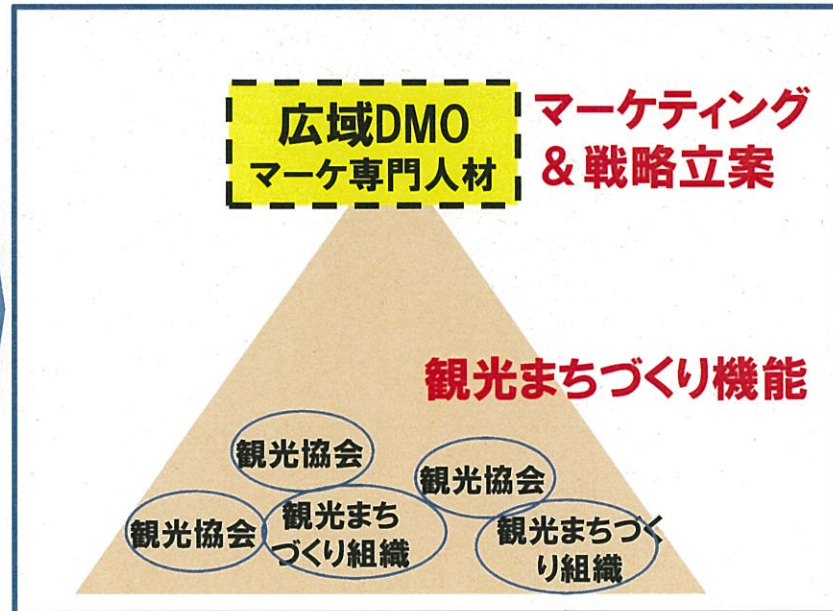 広域DMO
マーケ専門人材
マーケティング
&戦略立案
観光まちづくり機能
観光協会
観光協会
観光協会
観光まち
づくり組織
観光まちづく
り組織